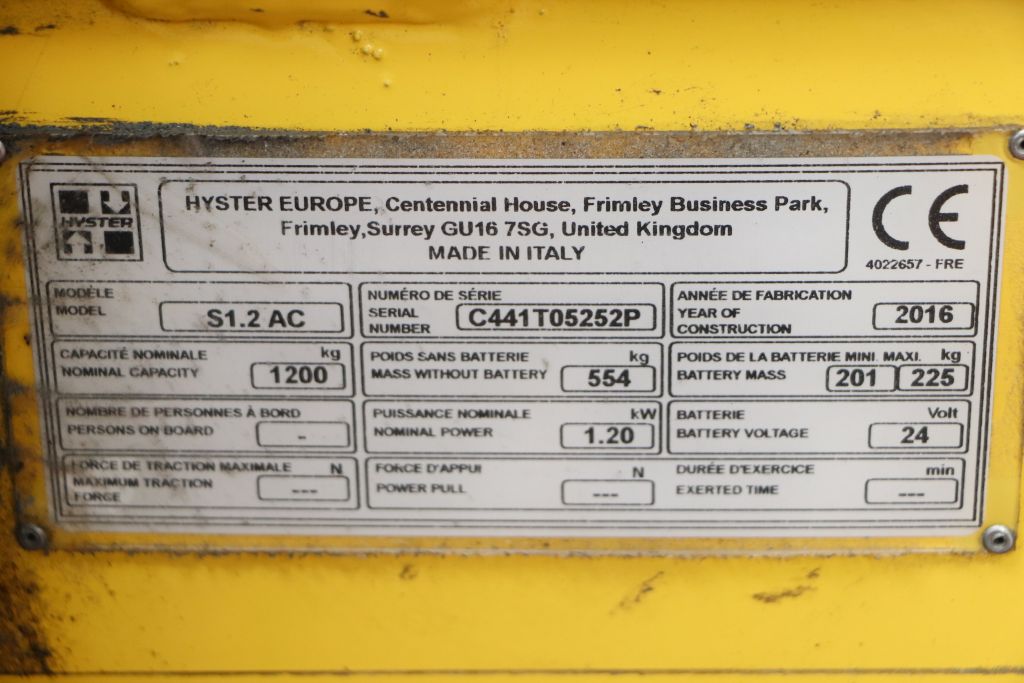 HYSTER
HYSTER EUROPE, Centennial House, Frimley Business Park,
Frimley,Surrey GU16 7SG, United Kingdom
MADE IN ITALY
CE
4022657 - FRE
MODÈLE
MODEL
S1.2 AC
NUMÉRO DE SÉRIE
SERIAL
NUMBER
C441T05252P
ANNÉE DE FABRICATION
YEAR OF
CONSTRUCTION
2016
CAPACITÉ NOMINALE kg
NOMINAL CAPACITY
1200
POIDS SANS BATTERIE kg
MASS WITHOUT BATTERY
554
POIDS DE LA BATTERIE MINI. MAXI. kg
BATTERY MASS
201 225
NOMBRE DE PERSONNES À BORD
PERSONS ON BOARD
-
PUISSANCE NOMINALE kW
NOMINAL POWER
1.20
BATTERIE Volt
BATTERY VOLTAGE
24
FORCE DE TRACTION MAXIMALE N
MAXIMUM TRACTION
FORCE
---
FORCE D'APPUI N
POWER PULL
---
DURÉE D'EXERCICE min
EXERTED TIME
---